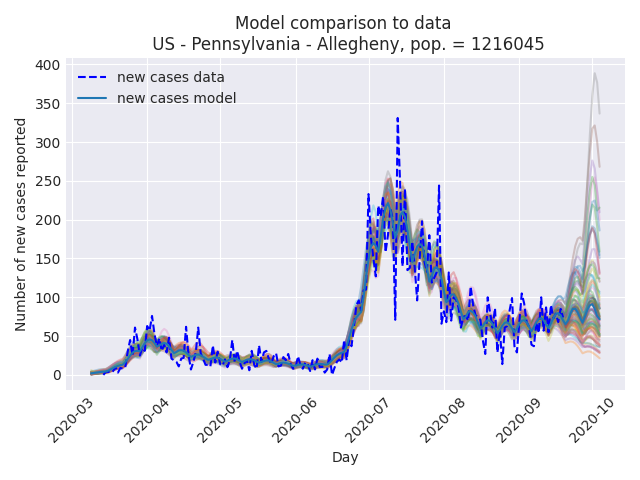 Model comparison to data
US - Pennsylvania - Allegheny, pop. = 1216045
new cases data
new cases model
Number of new cases reported
400
350
300
250
200
150
100
50
0
2020-03
2020-04
2020-05
2020-06
2020-07
2020-08
2020-09
2020-10
Day